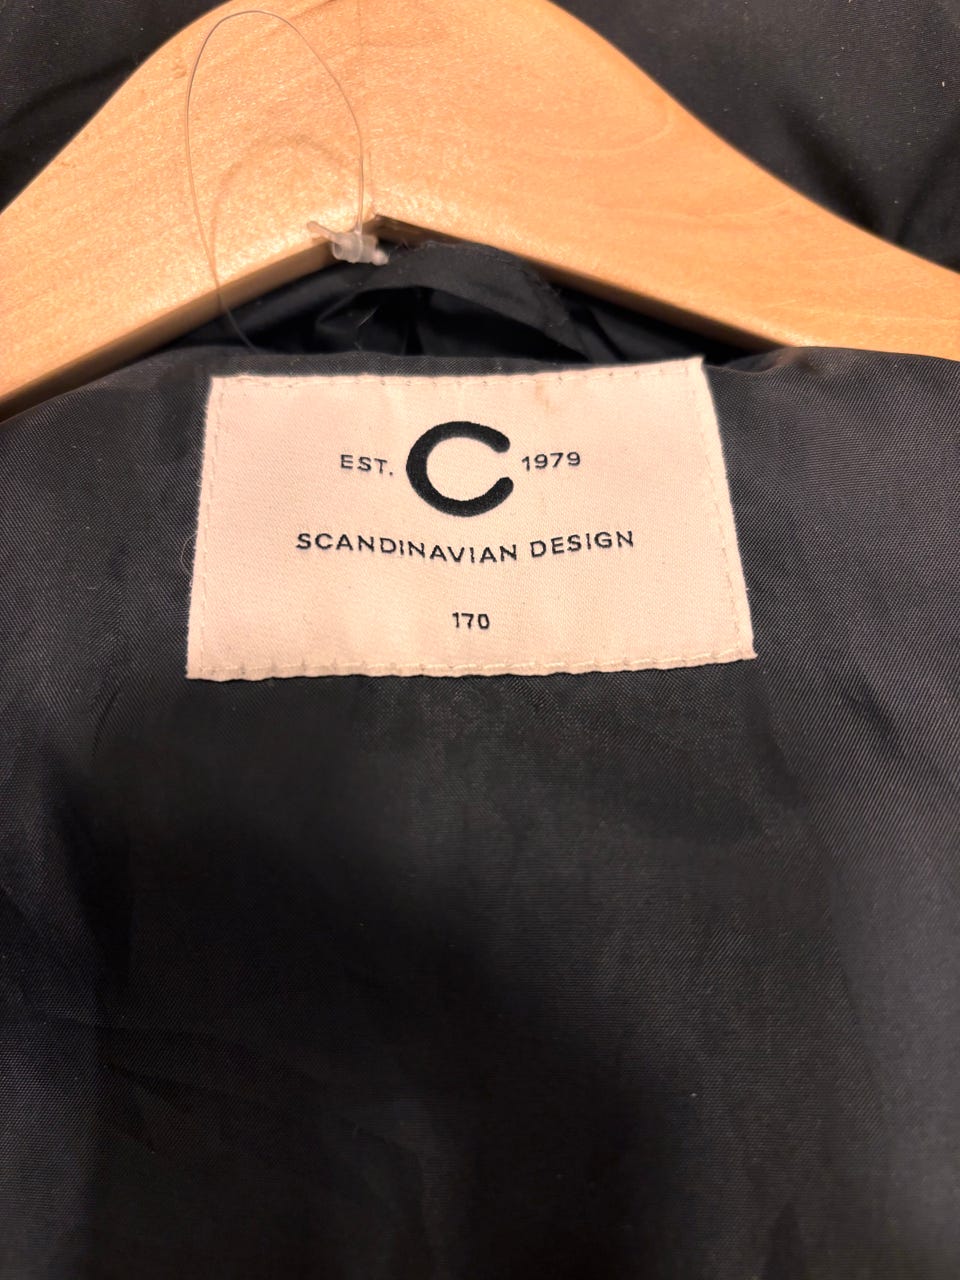 EST. C 1979
SCANDINAVIAN DESIGN
170